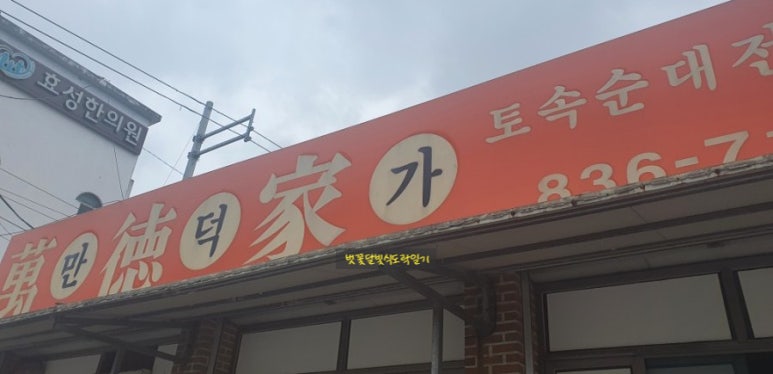 효성한의원
토속순대전
836-7
萬만徳덕家가
벚꽃달빛식도락일기